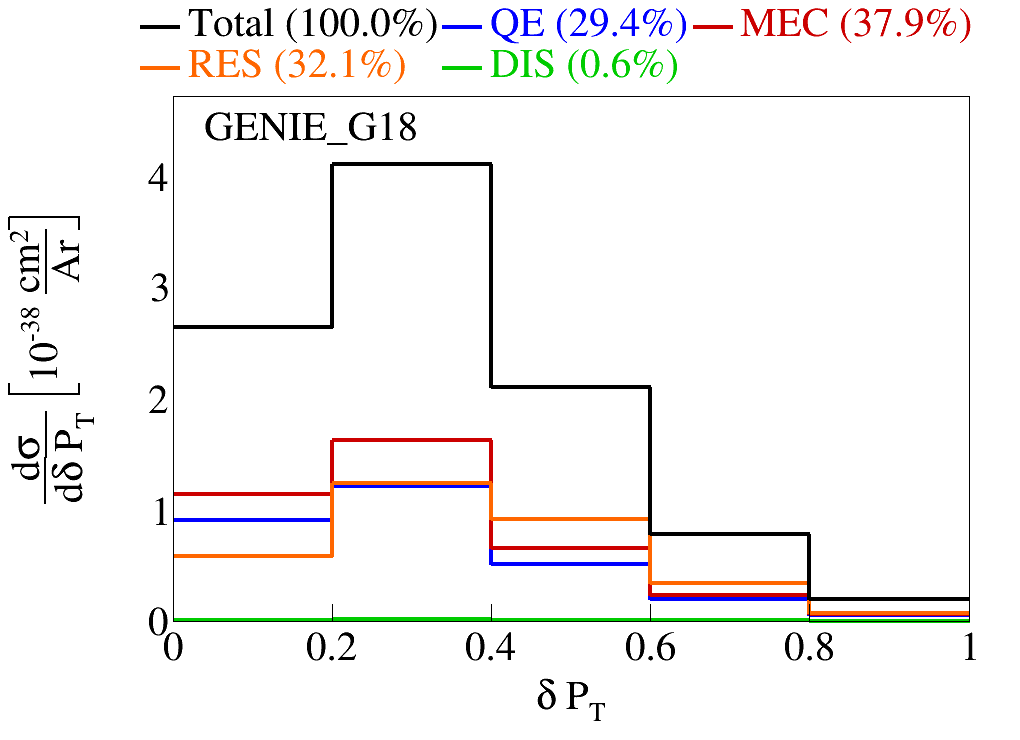 Total (100.0%) QE (29.4%) MEC (37.9%)
RES (32.1%) DIS (0.6%)
GENIE_G18
4
3
2
1
0
0 0.2 0.4 0.6 0.8 1
δ P_T
dσ/dδ P_T [10^-38 cm^2/Ar]